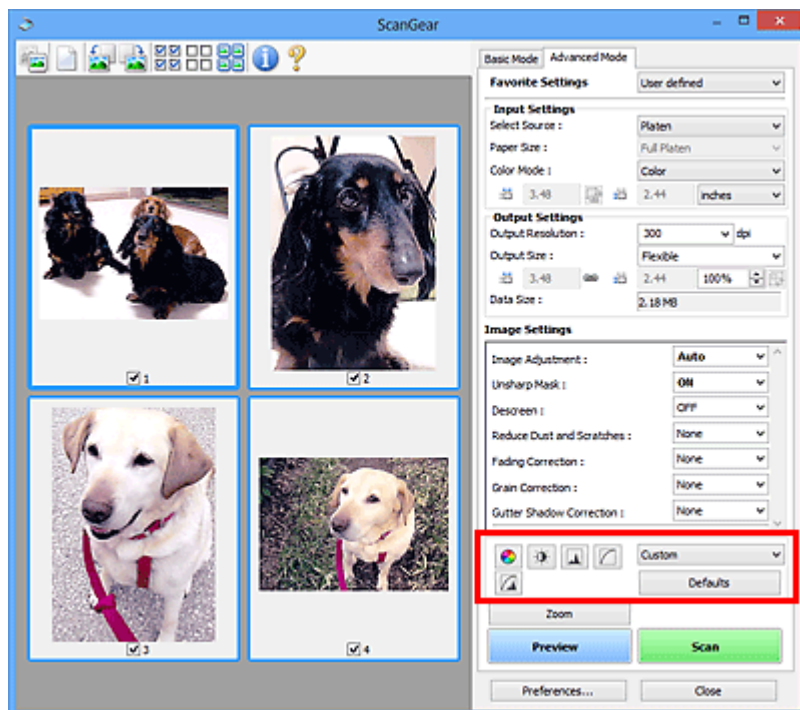 ScanGear
Basic Mode Advanced Mode
Favorite Settings User defined
Input Settings
Select Source : Platen
Paper Size : Full Platen
Color Mode : Color
3.48 2.44 inches
Output Settings
Output Resolution : 300 dpi
Output Size : Flexible
3.48 2.44 100%
Data Size : 2.18 MB
Image Settings
Image Adjustment : Auto
Unsharp Mask : ON
Descreen : OFF
Reduce Dust and Scratches : None
Fading Correction : None
Grain Correction : None
Gutter Shadow Correction : None
Custom
Defaults
Zoom
Preview Scan
Preferences... Close
1 2
3 4